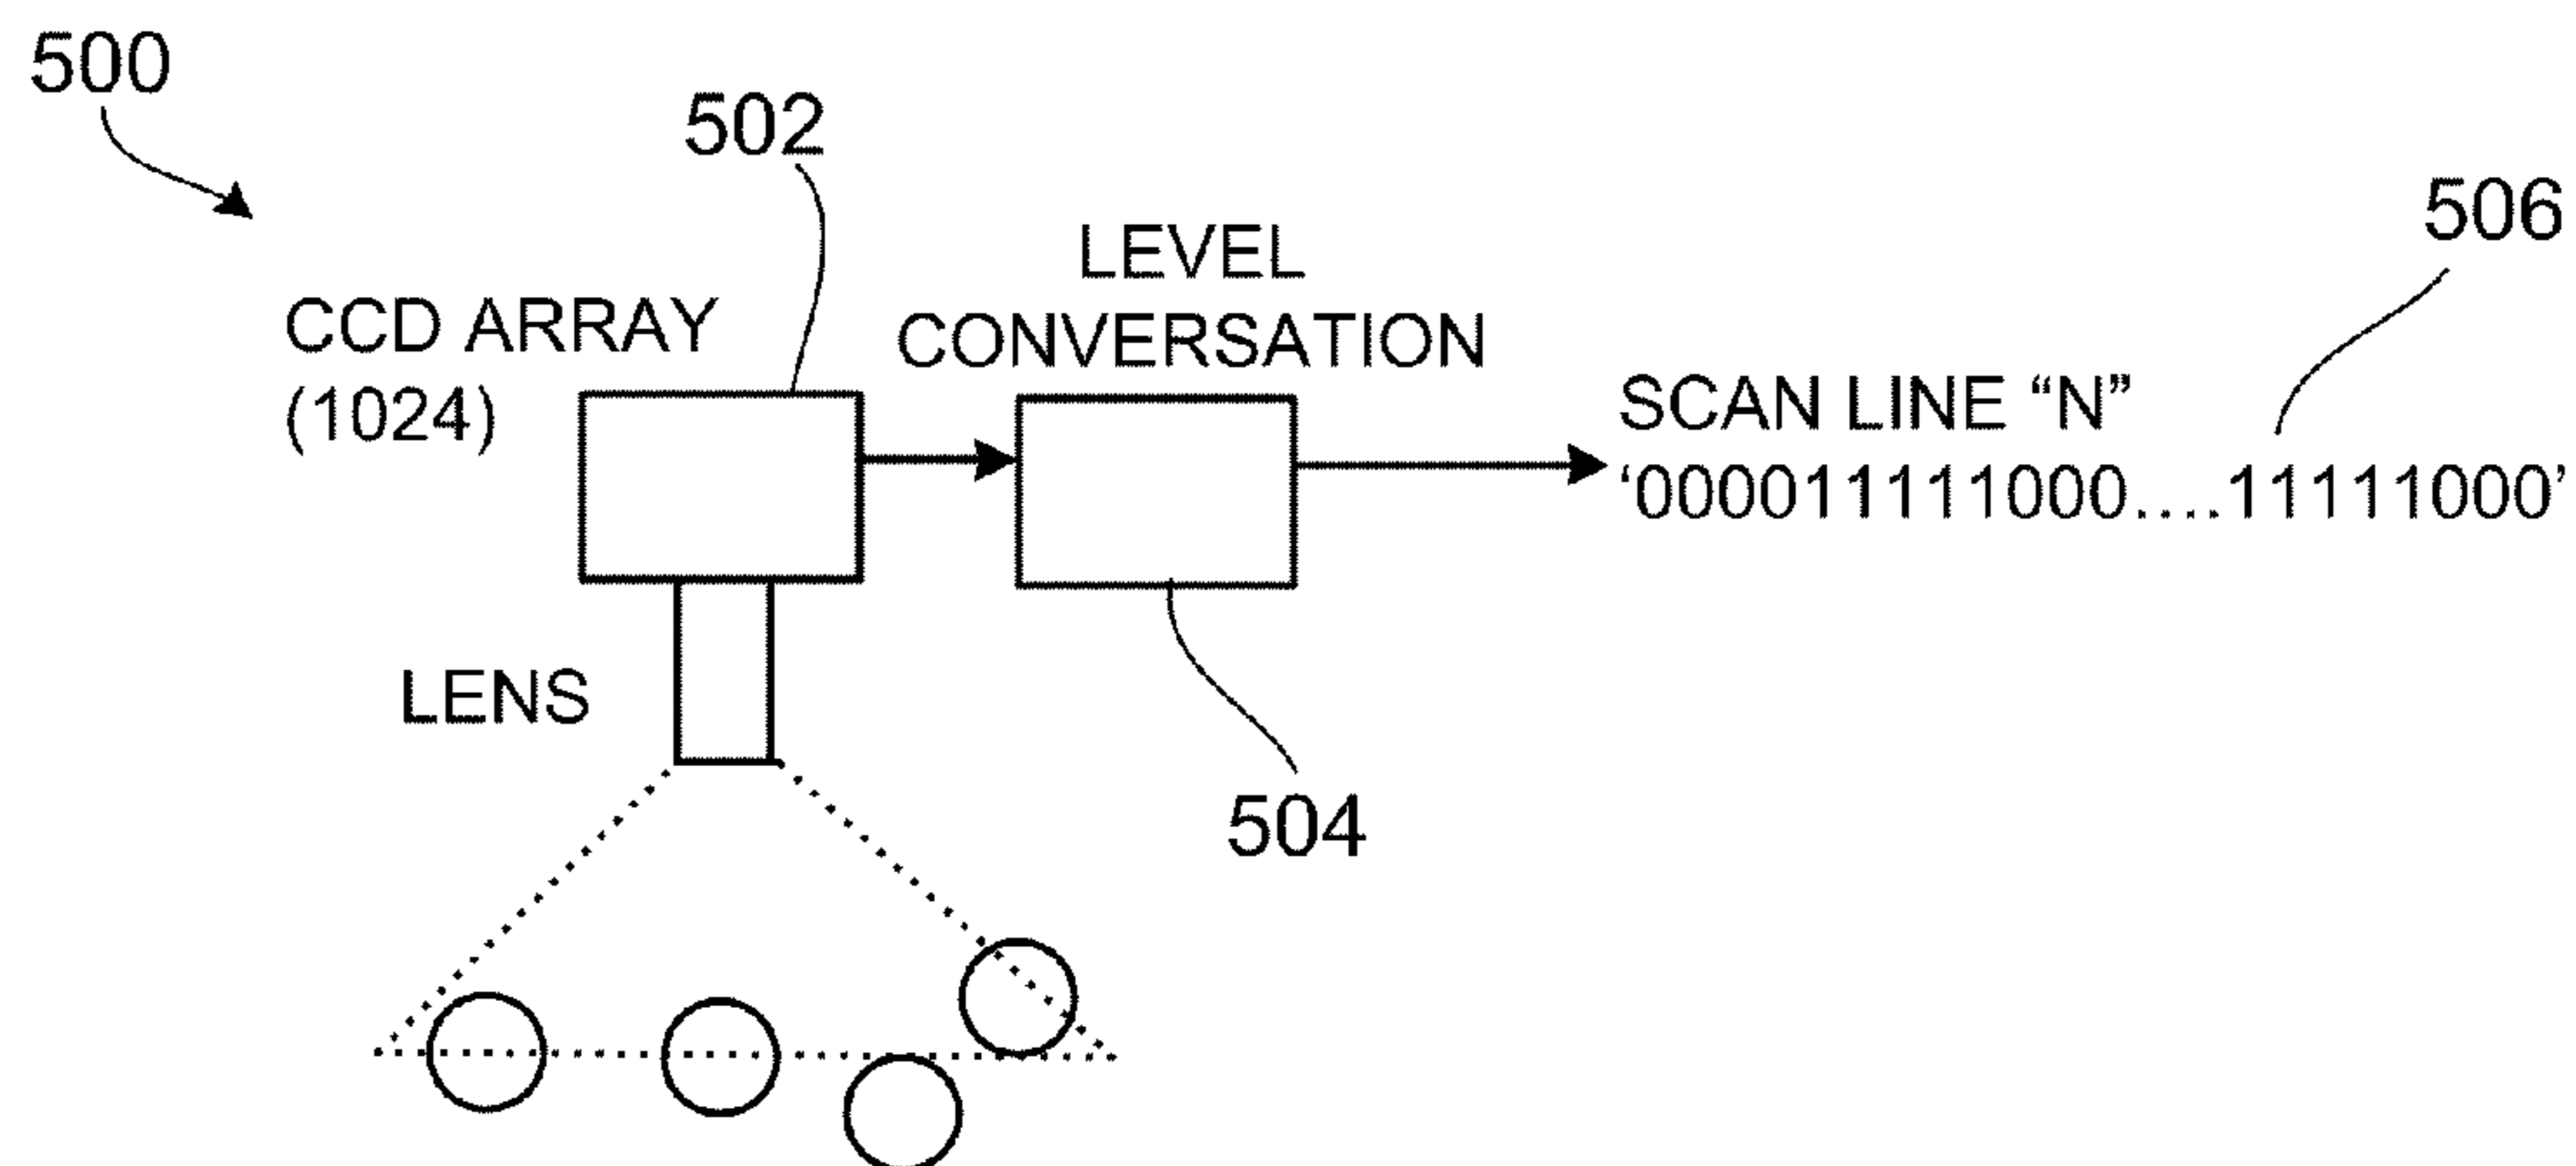 500
502
506
LEVEL
CONVERSATION
CCD ARRAY
(1024)
SCAN LINE “N”
‘000011111000....11111000’
LENS
504